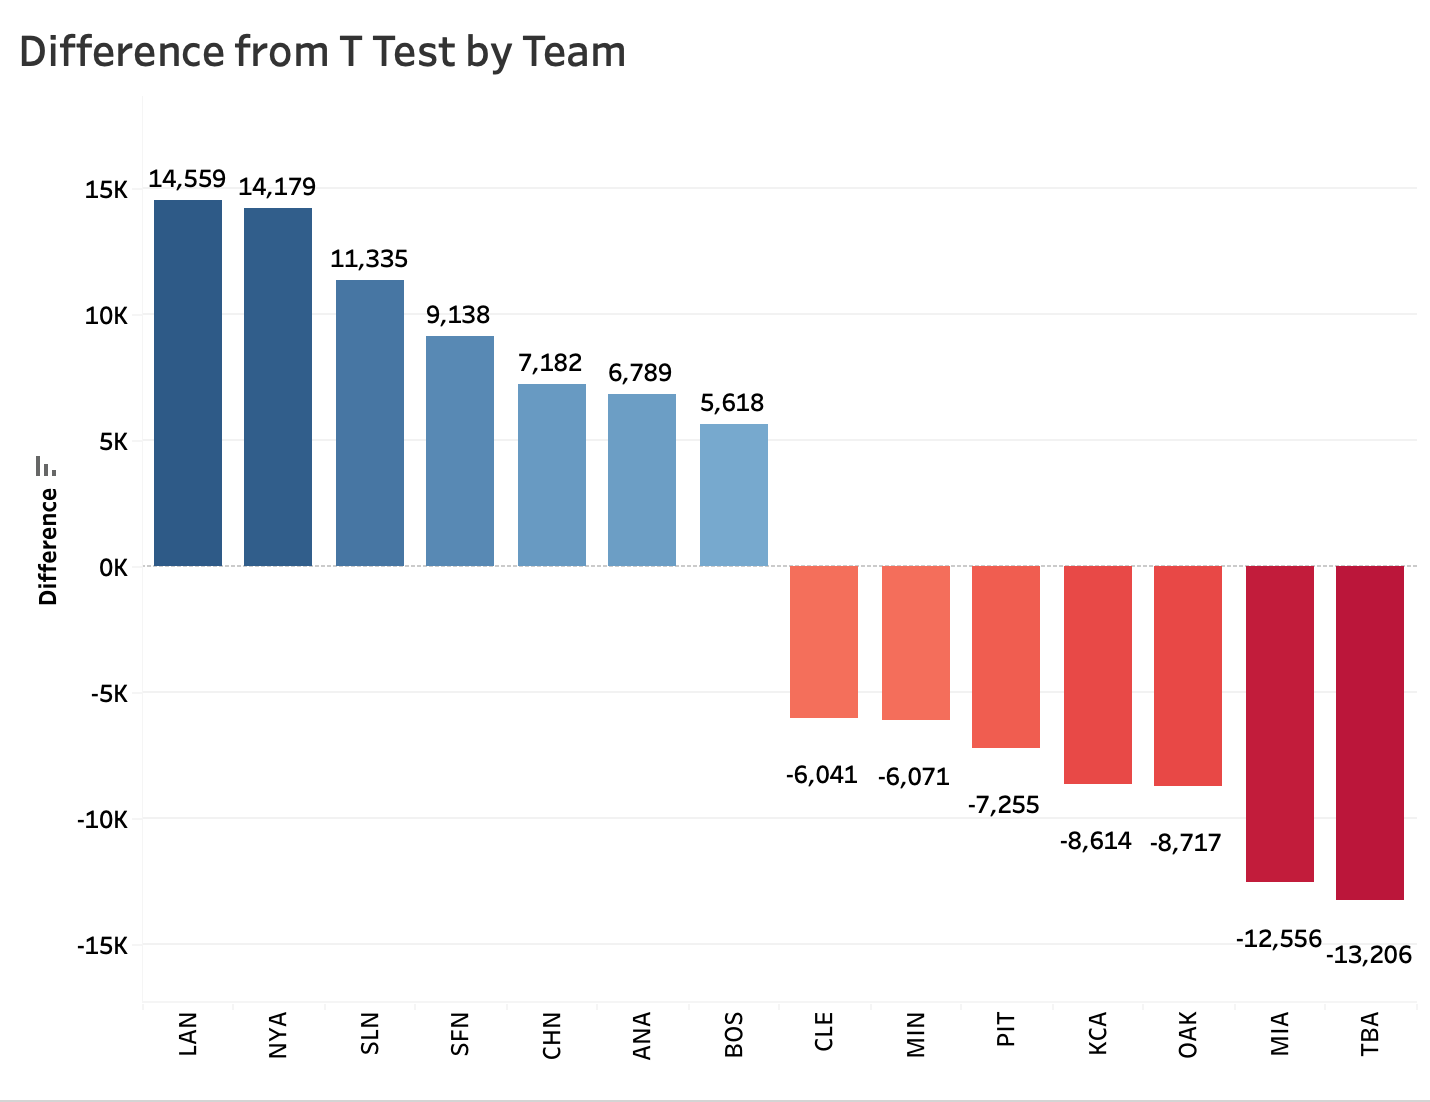 Difference from T Test by Team
Difference
15K
10K
5K
0K
-5K
-10K
-15K
14,559
14,179
11,335
9,138
7,182
6,789
5,618
-6,041
-6,071
-7,255
-8,614
-8,717
-12,556
-13,206
LAN
NYA
SLN
SFN
CHN
ANA
BOS
CLE
MIN
PIT
KCA
OAK
MIA
TBA